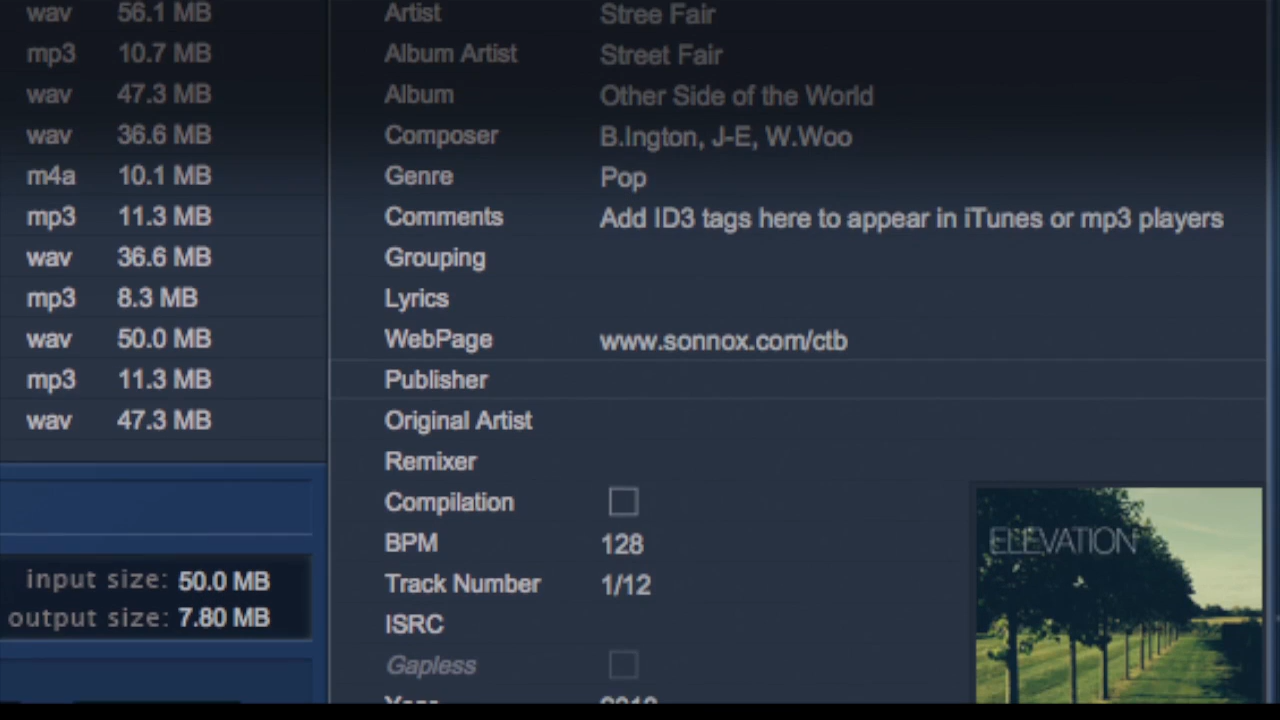 wav 56.1 MB
mp3 10.7 MB
wav 47.3 MB
wav 36.6 MB
m4a 10.1 MB
mp3 11.3 MB
wav 36.6 MB
mp3 8.3 MB
wav 50.0 MB
mp3 11.3 MB
wav 47.3 MB
input size: 50.0 MB
output size: 7.80 MB
Artist Stree Fair
Album Artist Street Fair
Album Other Side of the World
Composer B.Ington, J-E, W.Woo
Genre Pop
Comments Add ID3 tags here to appear in iTunes or mp3 players
Grouping
Lyrics
WebPage www.sonnox.com/ctb
Publisher
Original Artist
Remixer
Compilation
BPM 128
Track Number 1/12
ISRC
Gapless
ELEVATION